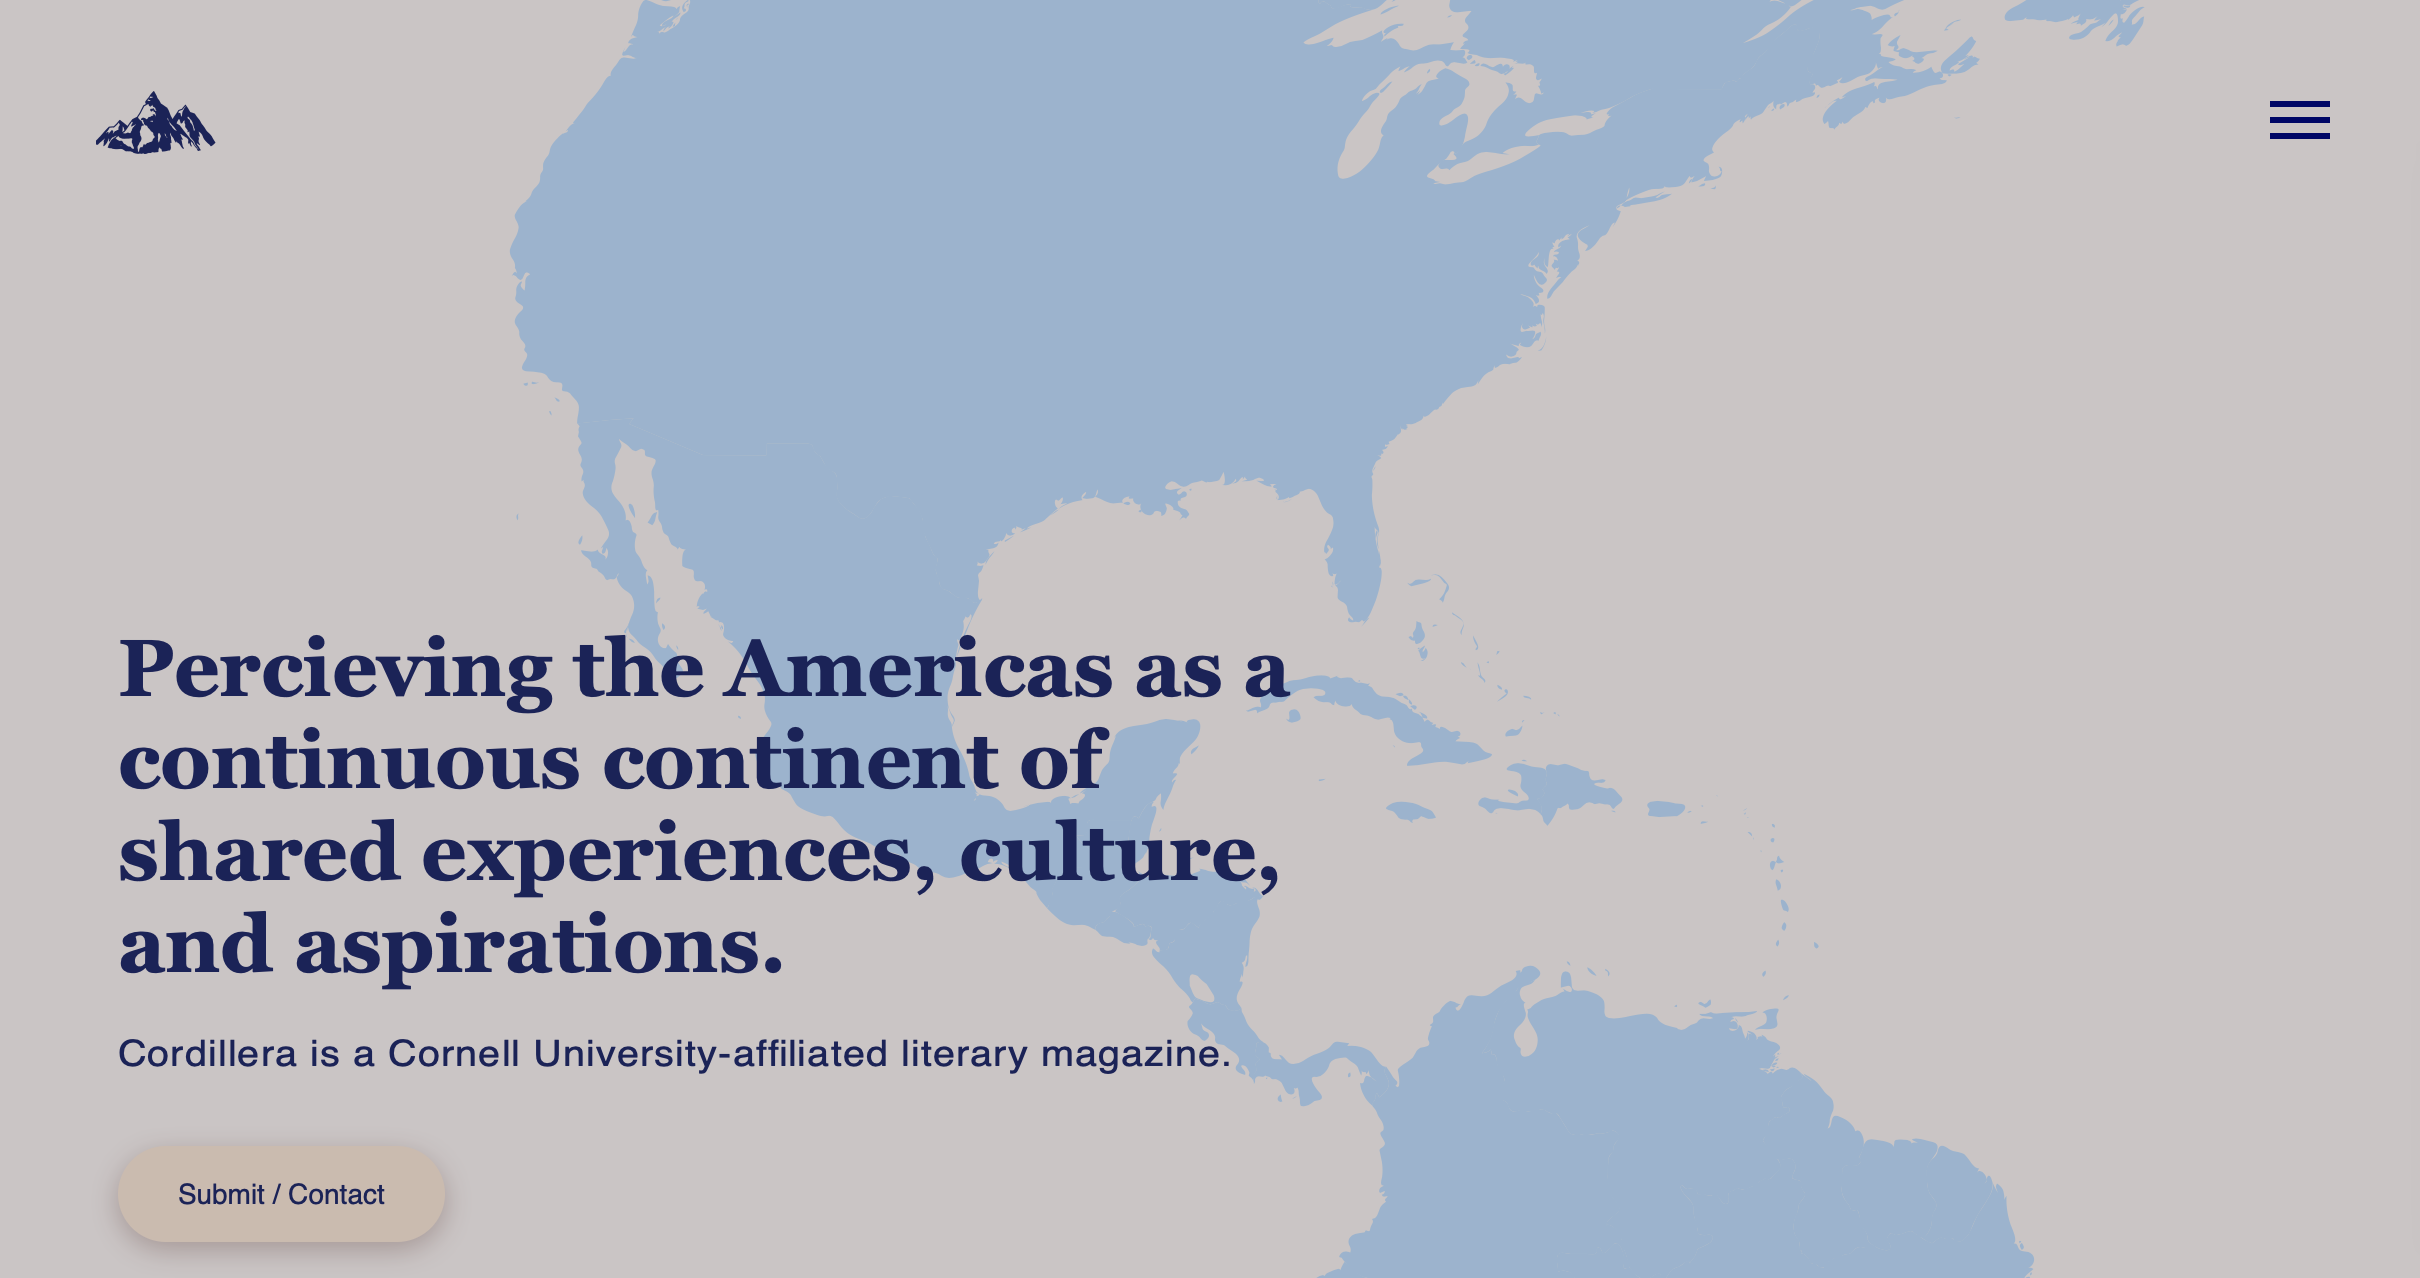 Percieving the Americas as a
continuous continent of
shared experiences, culture,
and aspirations.
Cordillera is a Cornell University-affiliated literary magazine.
Submit / Contact